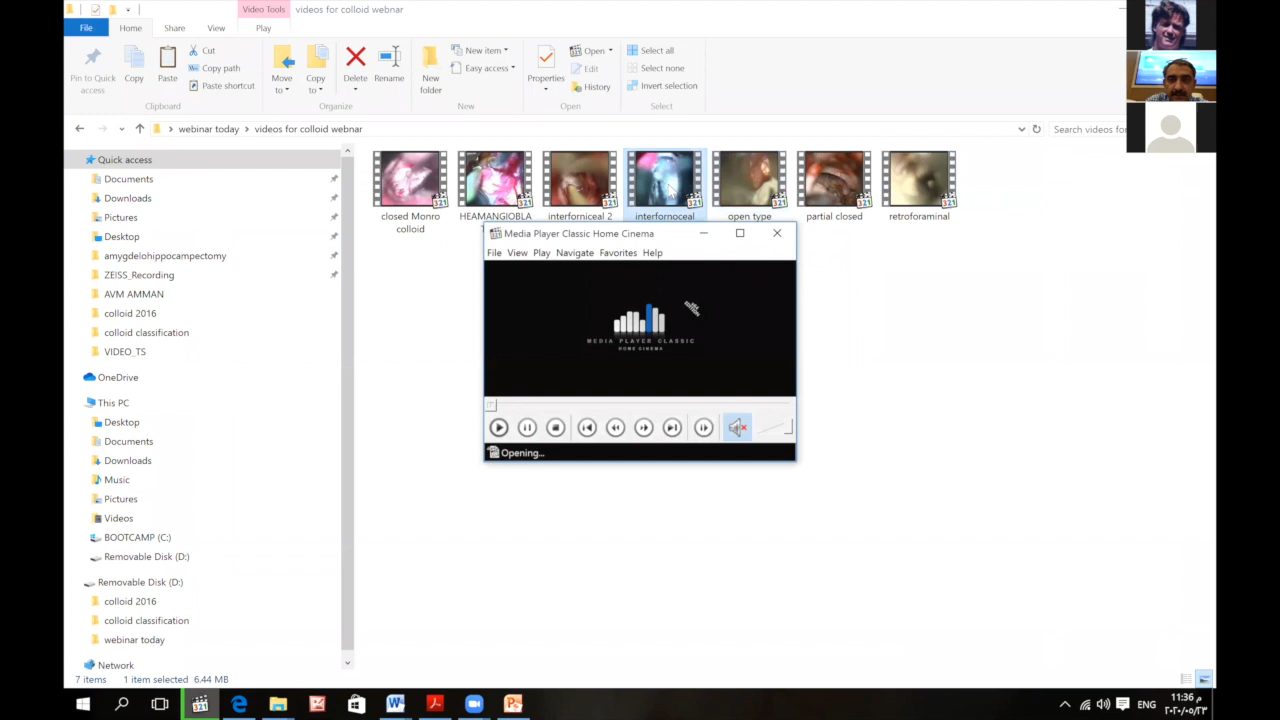 Video Tools
videos for colloid webnar
File
Home
Share
View
Play
Pin to Quick access
Copy
Paste
Cut
Copy path
Paste shortcut
Clipboard
Move to
Copy to
Delete
Rename
Organize
New folder
New item
Easy access
New
Properties
Open
Edit
History
Open
Select all
Select none
Invert selection
Select
webinar today
videos for colloid webnar
Search videos for
Quick access
Documents
Downloads
Pictures
Desktop
amygdelohippocampectomy
ZEISS_Recording
AVM AMMAN
colloid 2016
colloid classification
VIDEO_TS
OneDrive
This PC
Desktop
Documents
Downloads
Music
Pictures
Videos
BOOTCAMP (C:)
Removable Disk (D:)
Removable Disk (D:)
colloid 2016
colloid classification
webinar today
Network
closed Monro colloid
HEAMANGIOBLA
interforniceal 2
interfornoceal
open type
partial closed
retroforaminal
Media Player Classic Home Cinema
File View Play Navigate Favorites Help
MEDIA PLAYER CLASSIC
HOME CINEMA
Opening...
7 items 1 item selected 6.44 MB
ENG
11:36 م
٢٠٢٠/٠٥/٢٣